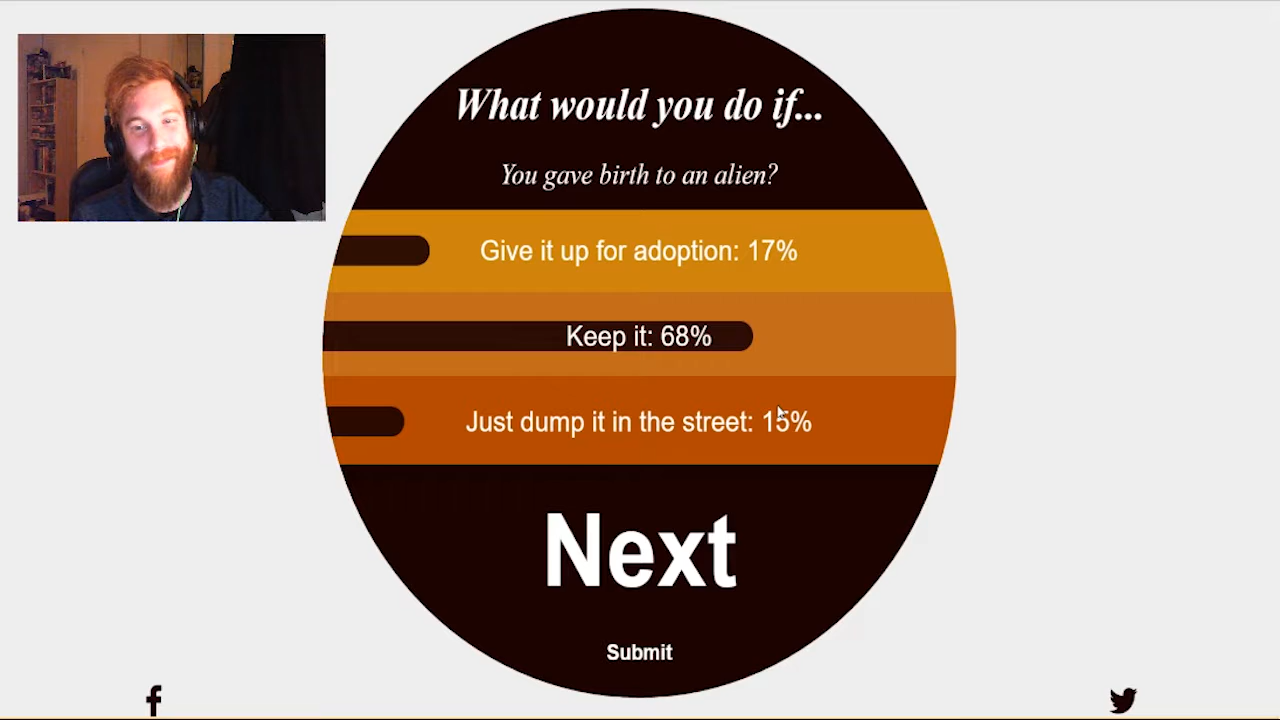 What would you do if...
You gave birth to an alien?
Give it up for adoption: 17%
Keep it: 68%
Just dump it in the street: 15%
Next
Submit